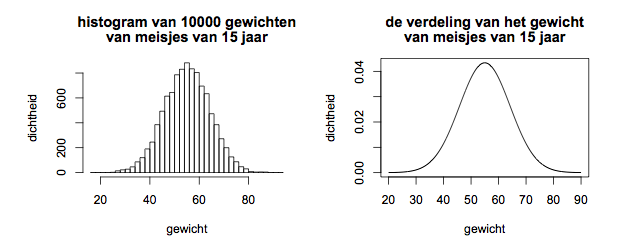 histogram van 10000 gewichten
van meisjes van 15 jaar
dichtheid
0 200 600
20 40 60 80
gewicht
de verdeling van het gewicht
van meisjes van 15 jaar
dichtheid
0.00 0.02 0.04
20 30 40 50 60 70 80 90
gewicht